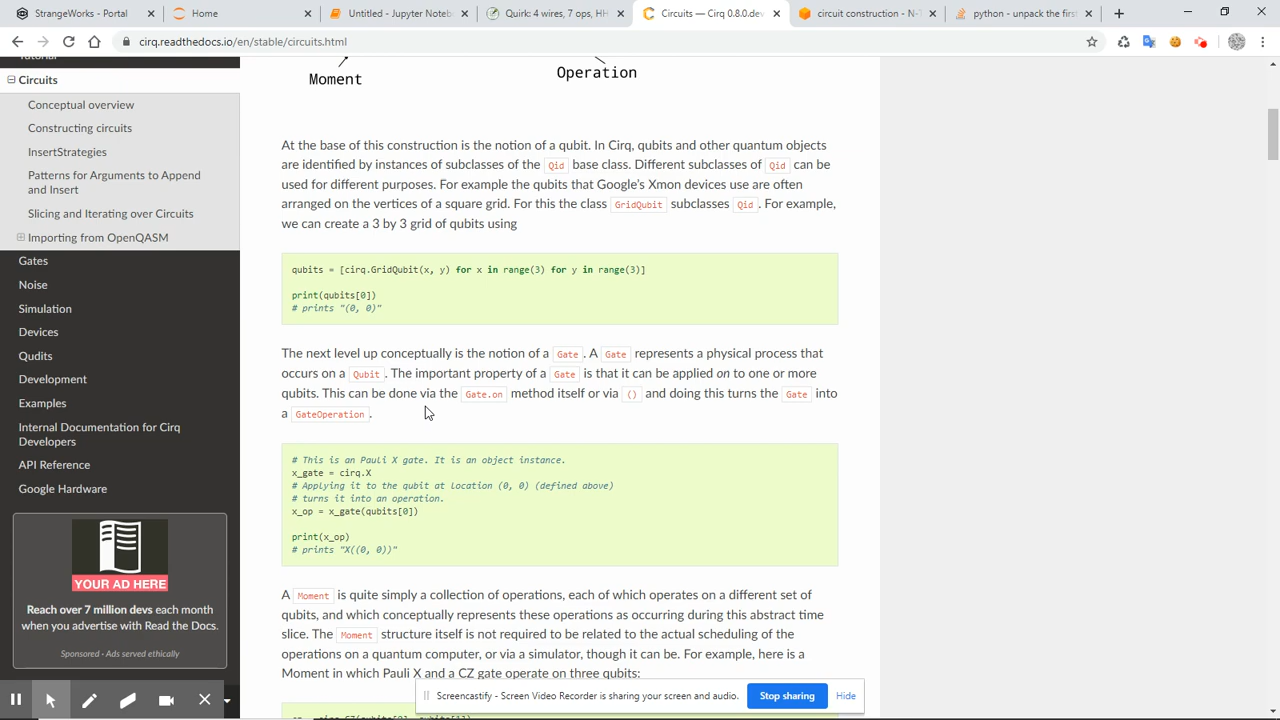 StrangeWorks - Portal
Home
Untitled - Jupyter Noteb
Quirk: 4 wires, 7 ops, HH
Circuits — Cirq 0.8.0.dev
circuit construction - N-T
python - unpack the first
cirq.readthedocs.io/en/stable/circuits.html
Tutorial
Circuits
Conceptual overview
Constructing circuits
InsertStrategies
Patterns for Arguments to Append
and Insert
Slicing and Iterating over Circuits
Importing from OpenQASM
Gates
Noise
Simulation
Devices
Qudits
Development
Examples
Internal Documentation for Cirq
Developers
API Reference
Google Hardware
YOUR AD HERE
Reach over 7 million devs each month
when you advertise with Read the Docs.
Sponsored · Ads served ethically
Moment
Operation
At the base of this construction is the notion of a qubit. In Cirq, qubits and other quantum objects
are identified by instances of subclasses of the Qid base class. Different subclasses of Qid can be
used for different purposes. For example the qubits that Google's Xmon devices use are often
arranged on the vertices of a square grid. For this the class GridQubit subclasses Qid . For example,
we can create a 3 by 3 grid of qubits using
qubits = [cirq.GridQubit(x, y) for x in range(3) for y in range(3)]
print(qubits[0])
# prints "(0, 0)"
The next level up conceptually is the notion of a Gate . A Gate represents a physical process that
occurs on a Qubit . The important property of a Gate is that it can be applied on to one or more
qubits. This can be done via the Gate.on method itself or via () and doing this turns the Gate into
a GateOperation .
# This is an Pauli X gate. It is an object instance.
x_gate = cirq.X
# Applying it to the qubit at location (0, 0) (defined above)
# turns it into an operation.
x_op = x_gate(qubits[0])
print(x_op)
# prints "X((0, 0))"
A Moment is quite simply a collection of operations, each of which operates on a different set of
qubits, and which conceptually represents these operations as occurring during this abstract time
slice. The Moment structure itself is not required to be related to the actual scheduling of the
operations on a quantum computer, or via a simulator, though it can be. For example, here is a
Moment in which Pauli X and a CZ gate operate on three qubits:
Screencastify - Screen Video Recorder is sharing your screen and audio.
Stop sharing
Hide